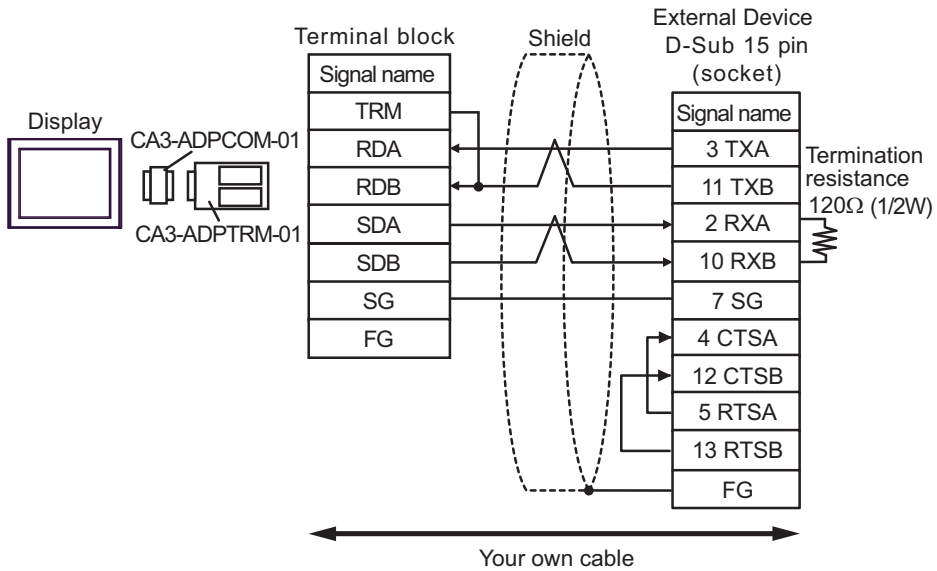 Display
CA3-ADPCOM-01
CA3-ADPTRM-01
Terminal block
Signal name
TRM
RDA
RDB
SDA
SDB
SG
FG
Shield
External Device
D-Sub 15 pin
(socket)
Signal name
3 TXA
11 TXB
2 RXA
10 RXB
7 SG
4 CTSA
12 CTSB
5 RTSA
13 RTSB
FG
Termination
resistance
120Ω (1/2W)
Your own cable